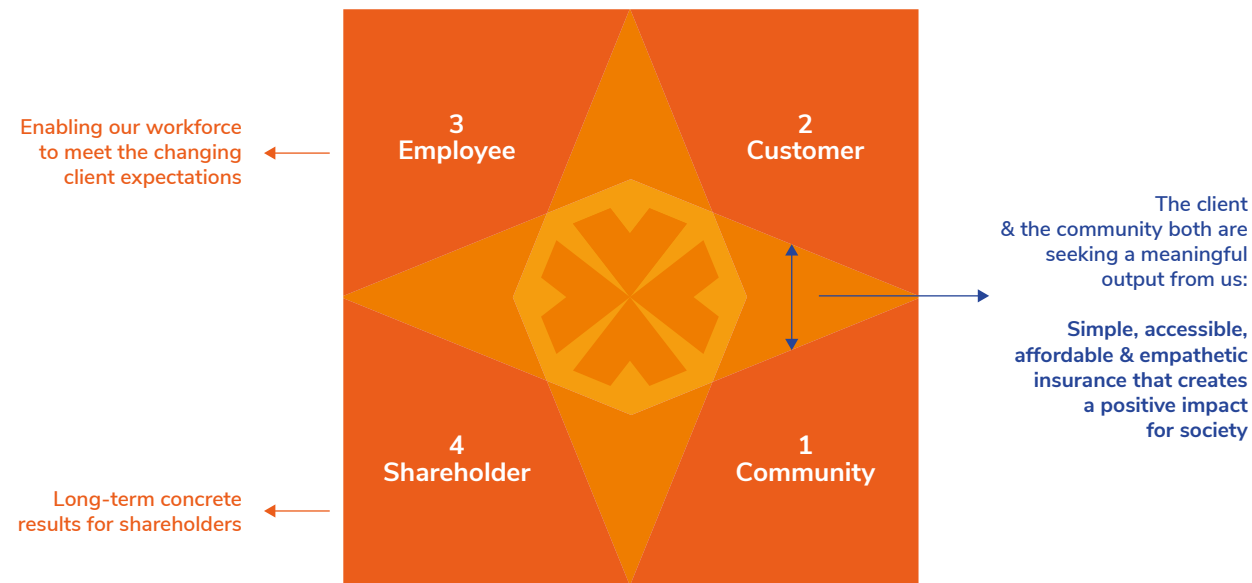 Enabling our workforce
to meet the changing
client expectations
3
Employee
2
Customer
The client
& the community both are
seeking a meaningful
output from us:
Simple, accessible,
affordable & empathetic
insurance that creates
a positive impact
for society
4
Shareholder
1
Community
Long-term concrete
results for shareholders